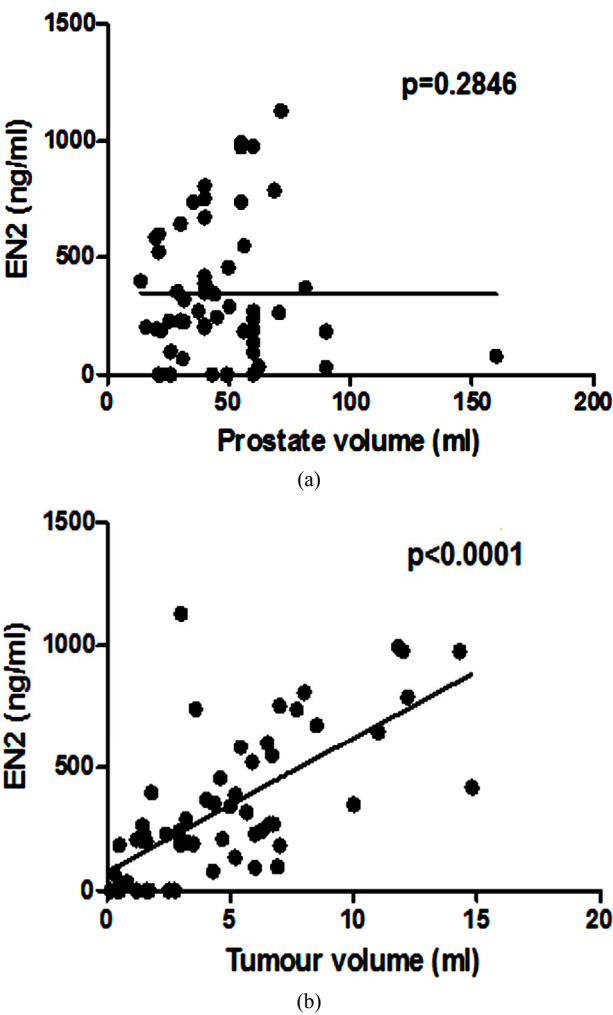 1500
p=0.2846
1000
EN2 (ng/ml)
500
0
0 50 100 150 200
Prostate volume (ml)
(a)
1500
p<0.0001
1000
EN2 (ng/ml)
500
0
0 5 10 15 20
Tumour volume (ml)
(b)